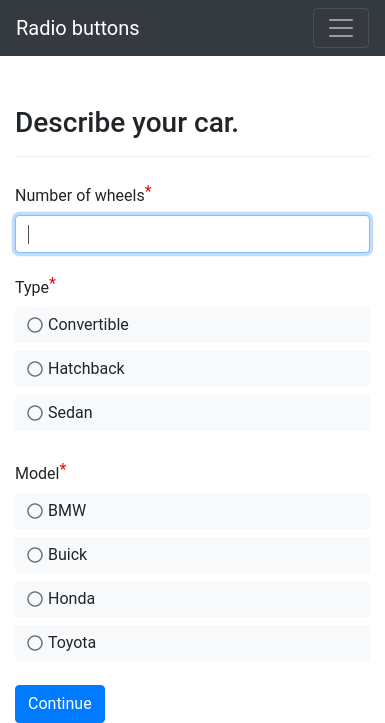 Radio buttons
Describe your car.
Number of wheels*
Type*
Convertible
Hatchback
Sedan
Model*
BMW
Buick
Honda
Toyota
Continue